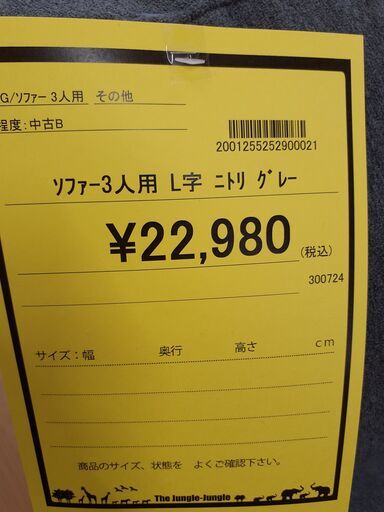 G/ソファー 3人用 その他
程度:中古B
2001255252900021
ソファー3人用 L字 ニトリ グレー
¥22,980(税込)
300724
サイズ:幅 奥行 高さ cm
商品のサイズ、状態を よくご確認下さい。
The Jungle-Jungle